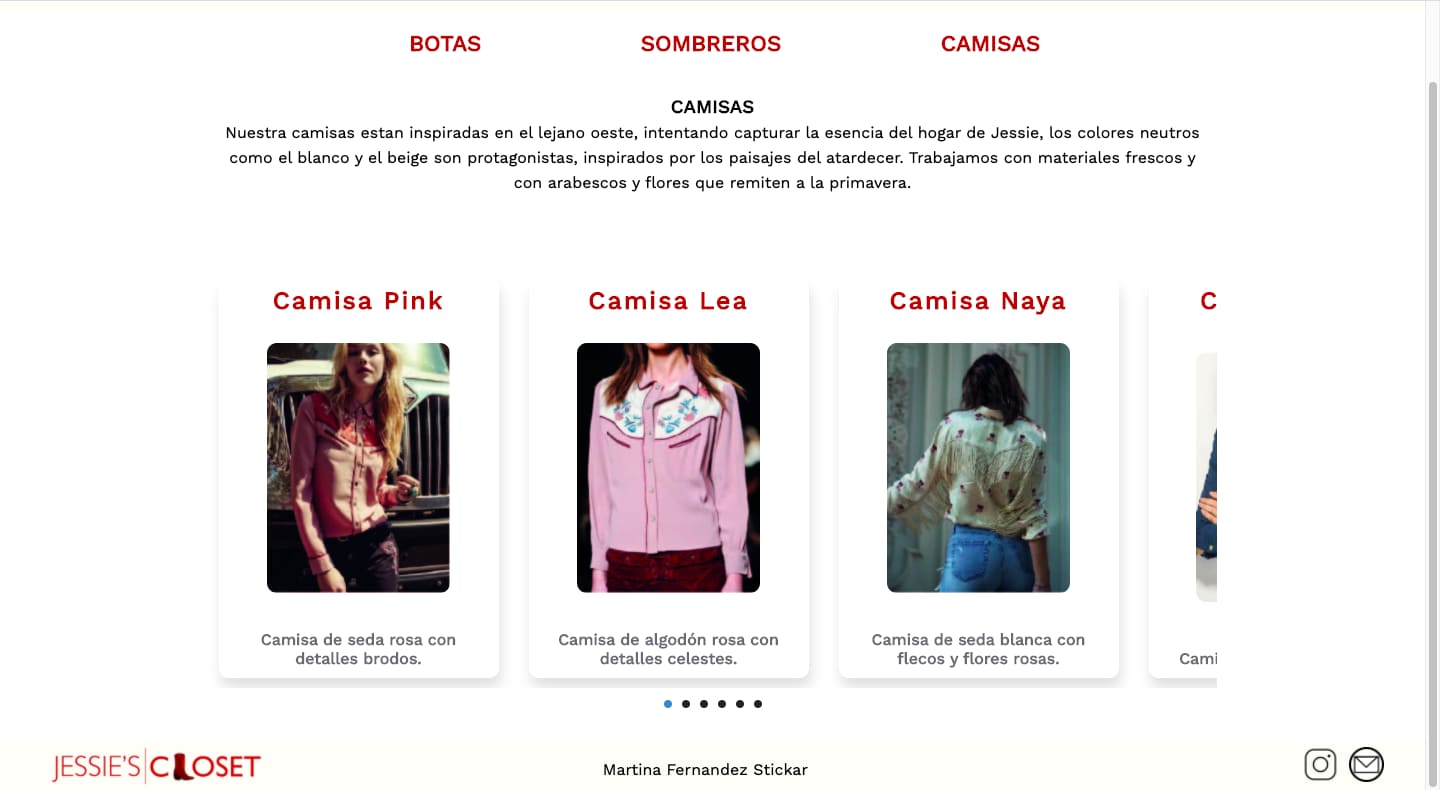 BOTAS SOMBREROS CAMISAS
CAMISAS
Nuestra camisas estan inspiradas en el lejano oeste, intentando capturar la esencia del hogar de Jessie, los colores neutros
como el blanco y el beige son protagonistas, inspirados por los paisajes del atardecer. Trabajamos con materiales frescos y
con arabescos y flores que remiten a la primavera.
Camisa Pink
Camisa de seda rosa con
detalles brodos.
Camisa Lea
Camisa de algodón rosa con
detalles celestes.
Camisa Naya
Camisa de seda blanca con
flecos y flores rosas.
C
Cami
JESSIE'S CLOSET
Martina Fernandez Stickar